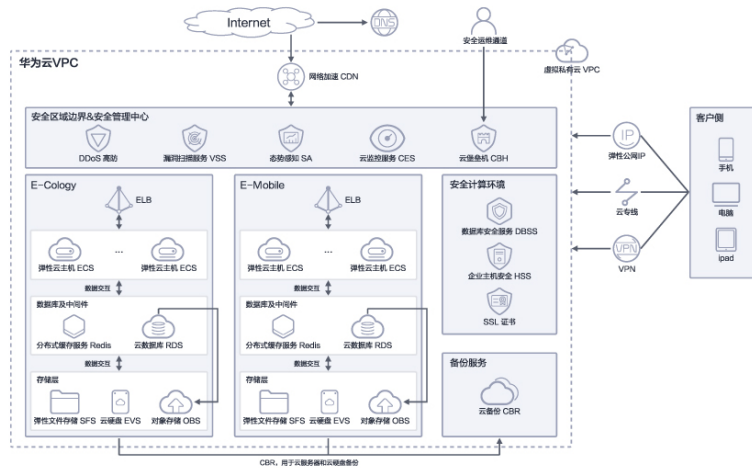 Internet
DNS
安全运维通道
华为云VPC
虚拟私有云 VPC
网络加速 CDN
安全区域边界&安全管理中心
DDoS 高防
漏洞扫描服务 VSS
态势感知 SA
云监控服务 CES
云堡垒机 CBH
客户侧
手机
电脑
ipad
IP
弹性公网IP
云专线
VPN
VPN
E-Cology
ELB
弹性云主机 ECS
...
弹性云主机 ECS
数据交互
数据库及中间件
分布式缓存服务 Redis
云数据库 RDS
数据交互
存储层
弹性文件存储 SFS
云硬盘 EVS
对象存储 OBS
E-Mobile
ELB
弹性云主机 ECS
...
弹性云主机 ECS
数据交互
数据库及中间件
分布式缓存服务 Redis
云数据库 RDS
数据交互
存储层
弹性文件存储 SFS
云硬盘 EVS
对象存储 OBS
安全计算环境
数据库安全服务 DBSS
企业主机安全 HSS
SSL 证书
备份服务
云备份 CBR
CBR，用于云服务器和云硬盘备份